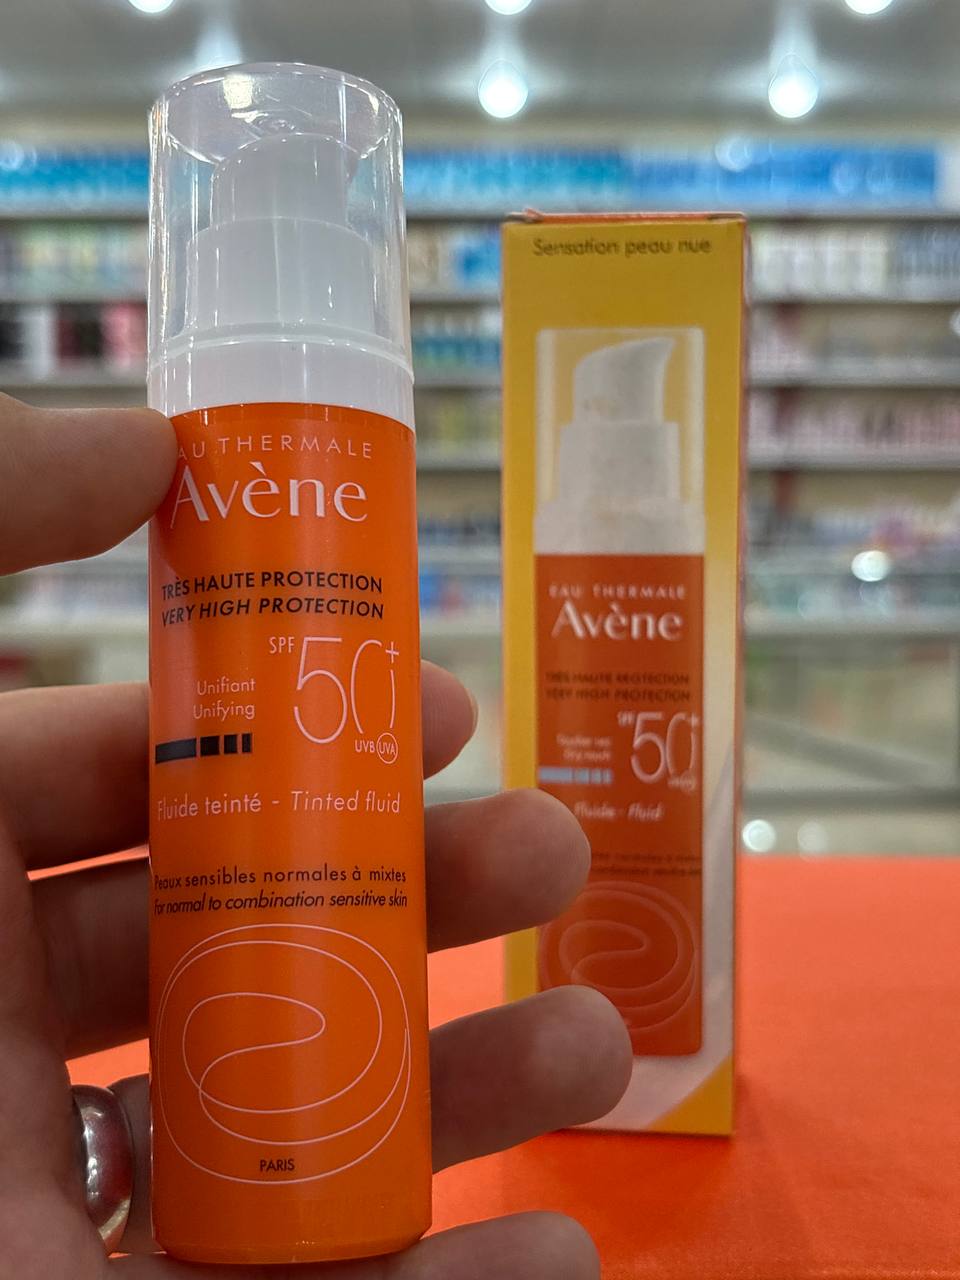 EAU THERMALE
Avène
TRÈS HAUTE PROTECTION
VERY HIGH PROTECTION
SPF 50+
UVB UVA
Unifiant
Unifying
Fluide teinté - Tinted fluid
Peaux sensibles normales à mixtes
For normal to combination sensitive skin
PARIS
Sensation peau nue
EAU THERMALE
Avène
TRÈS HAUTE PROTECTION
VERY HIGH PROTECTION
SPF 50+
Fluide - Fluid